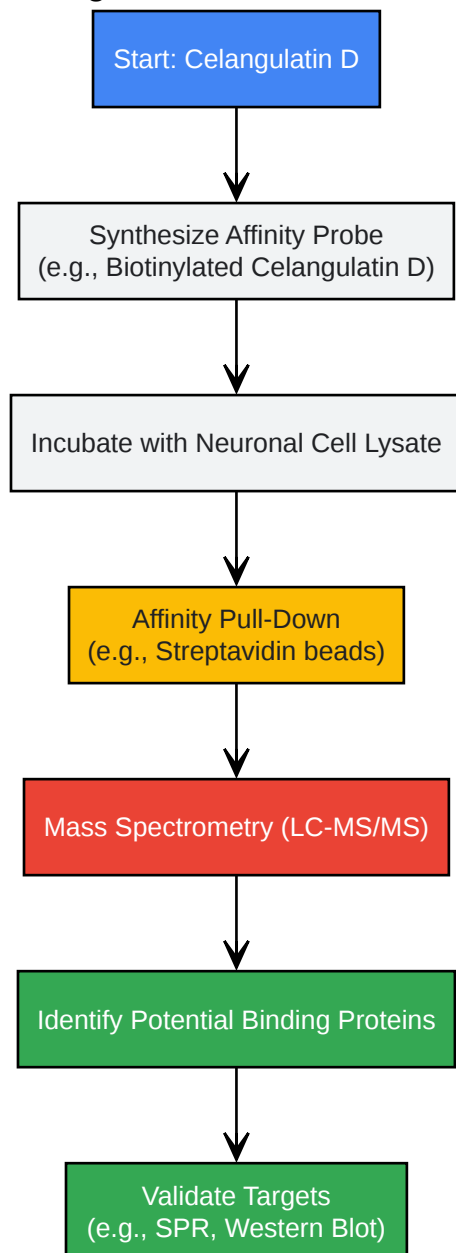 Start: Celangulatin D
Synthesize Affinity Probe
(e.g., Biotinylated Celangulatin D)
Incubate with Neuronal Cell Lysate
Affinity Pull-Down
(e.g., Streptavidin beads)
Mass Spectrometry (LC-MS/MS)
Identify Potential Binding Proteins
Validate Targets
(e.g., SPR, Western Blot)